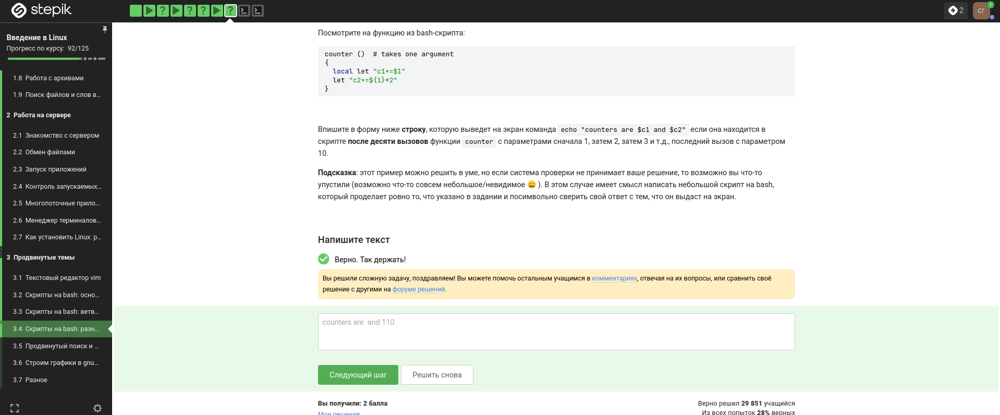 stepik
? ? ? ?
2
СГ
1
Введение в Linux
Прогресс по курсу: 92/125
1.8 Работа с архивами
1.9 Поиск файлов и слов в...
2 Работа на сервере
2.1 Знакомство с сервером
2.2 Обмен файлами
2.3 Запуск приложений
2.4 Контроль запускаемых...
2.5 Многопоточные прило...
2.6 Менеджер терминалов...
2.7 Как установить Linux: р...
3 Продвинутые темы
3.1 Текстовый редактор vim
3.2 Скрипты на bash: осно...
3.3 Скрипты на bash: ветв...
3.4 Скрипты на bash: разн...
3.5 Продвинутый поиск и ...
3.6 Строим графики в gnu...
3.7 Разное
Посмотрите на функцию из bash-скрипта:
counter () # takes one argument
{
local let "c1+=$1"
let "c2+=${1}*2"
}
Впишите в форму ниже строку, которую выведет на экран команда echo "counters are $c1 and $c2" если она находится в
скрипте после десяти вызовов функции counter с параметрами сначала 1, затем 2, затем 3 и т.д., последний вызов с параметром
10.
Подсказка: этот пример можно решить в уме, но если система проверки не принимает ваше решение, то возможно вы что-то
упустили (возможно что-то совсем небольшое/невидимое 😀 ). В этом случае имеет смысл написать небольшой скрипт на bash,
который проделает ровно то, что указано в задании и посимвольно сверить свой ответ с тем, что он выдаст на экран.
Напишите текст
Верно. Так держать!
Вы решили сложную задачу, поздравляем! Вы можете помочь остальным учащимся в комментариях, отвечая на их вопросы, или сравнить своё
решение с другими на форуме решений.
counters are  and 110
Следующий шаг
Решить снова
Вы получили: 2 балла
Мои решения
Верно решил 29 851 учащийся
Из всех попыток 28% верных